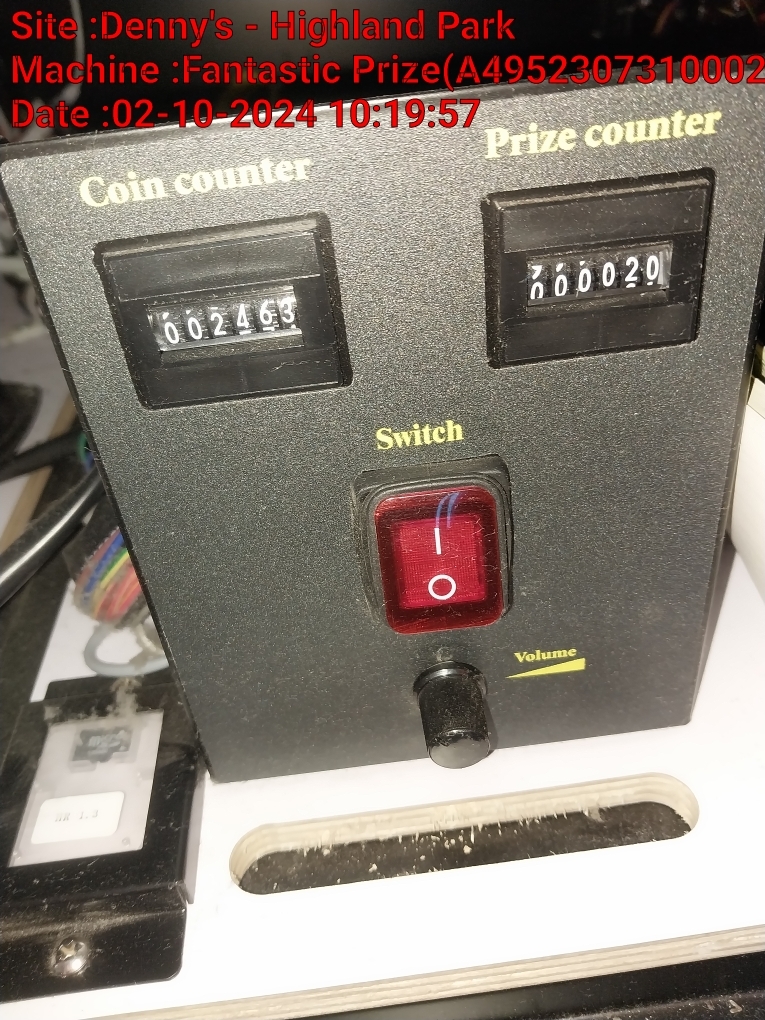 Site :Denny's - Highland Park
Machine :Fantastic Prize(A4952307310002
Date :02-10-2024 10:19:57
Coin counter
Prize counter
002463
000020
Switch
I
O
Volume